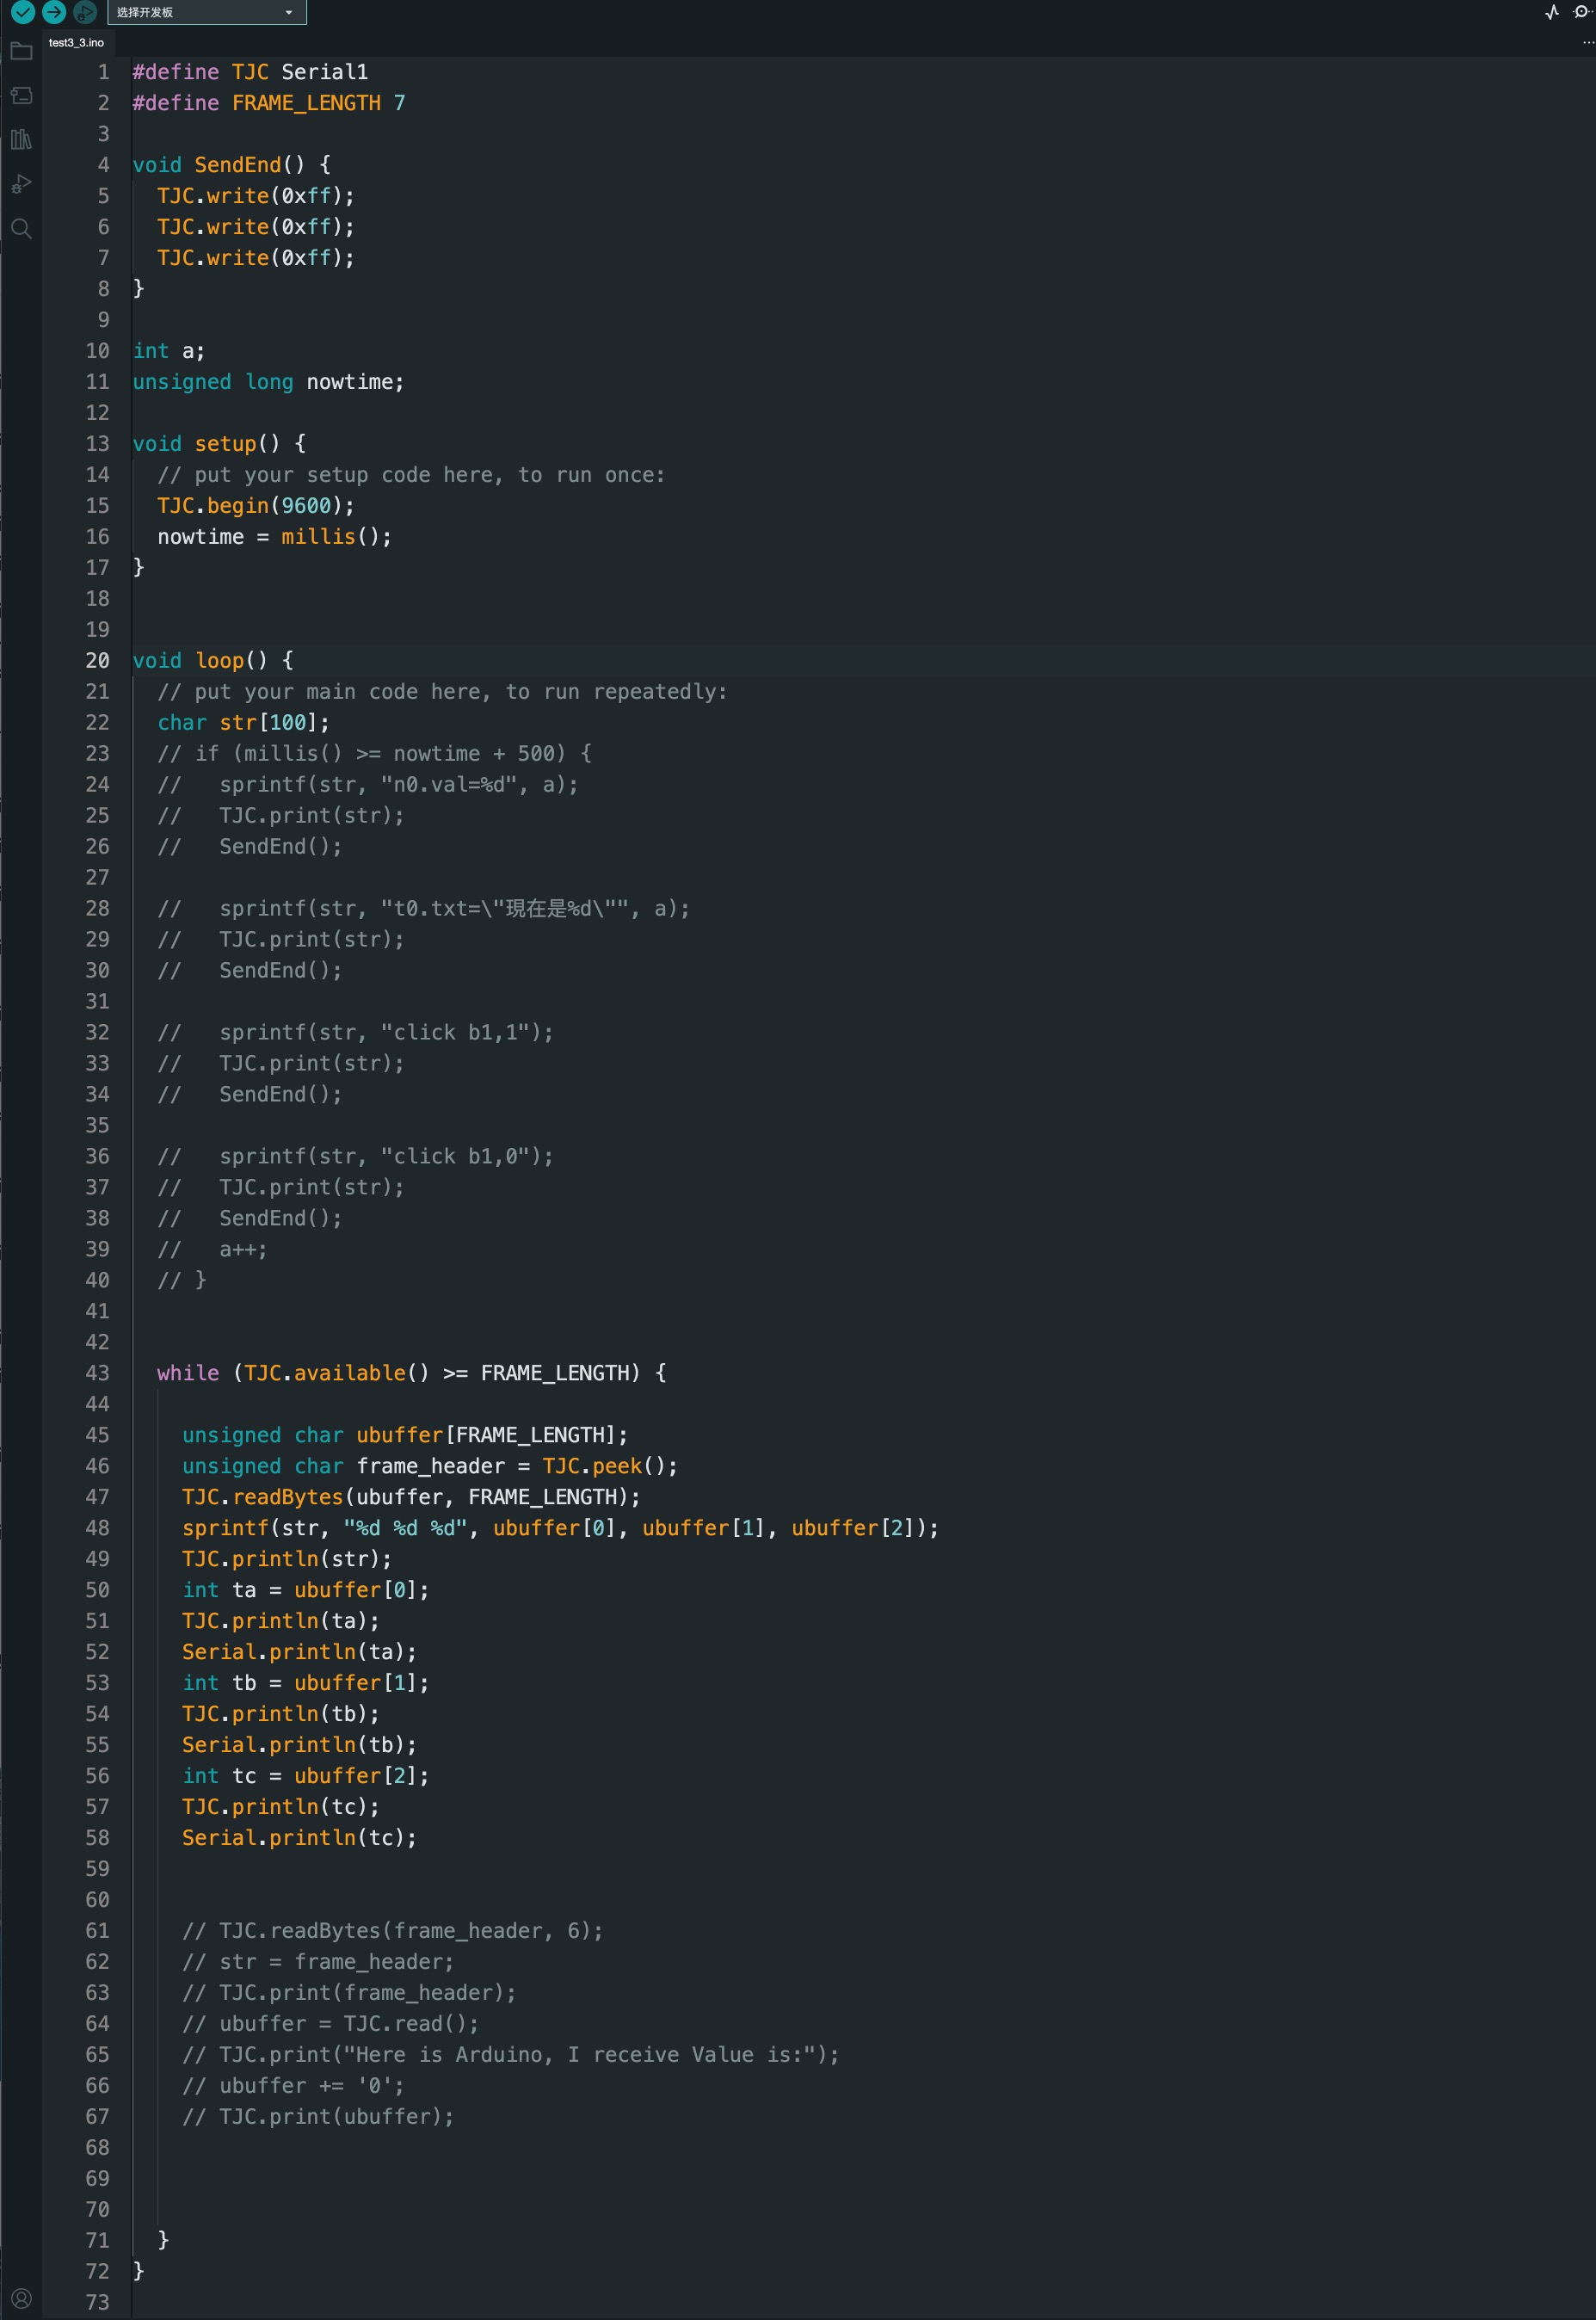 选择开发板
test3_3.ino
1 #define TJC Serial1
2 #define FRAME_LENGTH 7
3
4 void SendEnd() {
5   TJC.write(0xff);
6   TJC.write(0xff);
7   TJC.write(0xff);
8 }
9
10 int a;
11 unsigned long nowtime;
12
13 void setup() {
14   // put your setup code here, to run once:
15   TJC.begin(9600);
16   nowtime = millis();
17 }
18
19
20 void loop() {
21   // put your main code here, to run repeatedly:
22   char str[100];
23   // if (millis() >= nowtime + 500) {
24   //   sprintf(str, "n0.val=%d", a);
25   //   TJC.print(str);
26   //   SendEnd();
27
28   //   sprintf(str, "t0.txt=\"現在是%d\"", a);
29   //   TJC.print(str);
30   //   SendEnd();
31
32   //   sprintf(str, "click b1,1");
33   //   TJC.print(str);
34   //   SendEnd();
35
36   //   sprintf(str, "click b1,0");
37   //   TJC.print(str);
38   //   SendEnd();
39   //   a++;
40   // }
41
42
43   while (TJC.available() >= FRAME_LENGTH) {
44
45     unsigned char ubuffer[FRAME_LENGTH];
46     unsigned char frame_header = TJC.peek();
47     TJC.readBytes(ubuffer, FRAME_LENGTH);
48     sprintf(str, "%d %d %d", ubuffer[0], ubuffer[1], ubuffer[2]);
49     TJC.println(str);
50     int ta = ubuffer[0];
51     TJC.println(ta);
52     Serial.println(ta);
53     int tb = ubuffer[1];
54     TJC.println(tb);
55     Serial.println(tb);
56     int tc = ubuffer[2];
57     TJC.println(tc);
58     Serial.println(tc);
59
60
61     // TJC.readBytes(frame_header, 6);
62     // str = frame_header;
63     // TJC.print(frame_header);
64     // ubuffer = TJC.read();
65     // TJC.print("Here is Arduino, I receive Value is:");
66     // ubuffer += '0';
67     // TJC.print(ubuffer);
68
69
70
71   }
72 }
73